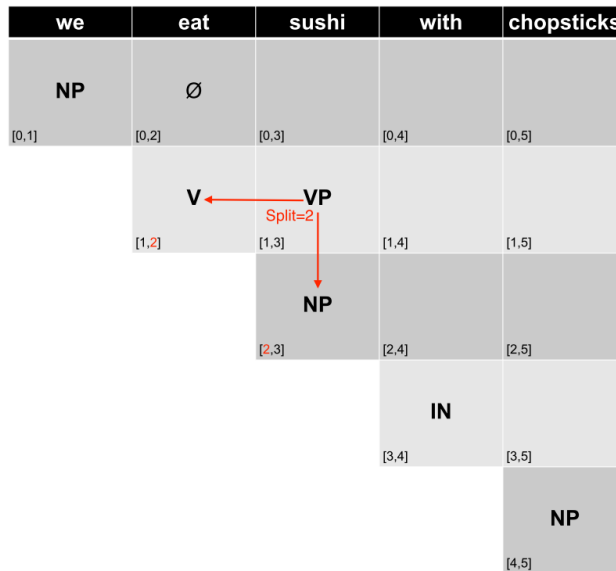 we eat sushi with chopsticks
NP Ø
[0,1] [0,2] [0,3] [0,4] [0,5]
V VP
Split=2
[1,2] [1,3] [1,4] [1,5]
NP
[2,3] [2,4] [2,5]
IN
[3,4] [3,5]
NP
[4,5]